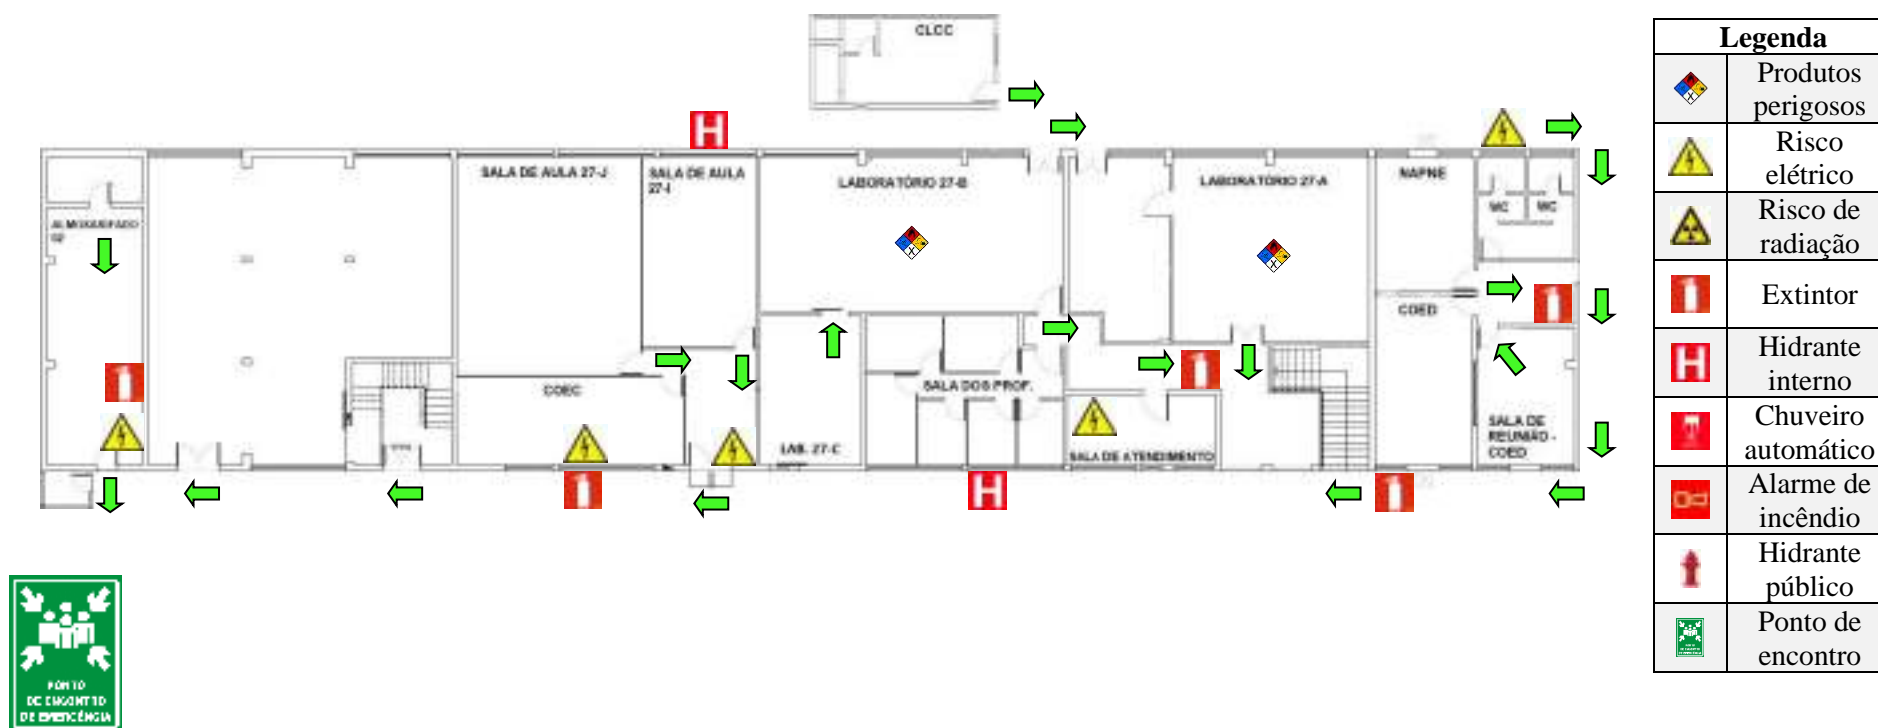 CLCC
SALA DE AULA 27-J
SALA DE AULA
27-I
LABORATÓRIO 27-B
LABORATÓRIO 27-A
NAPNE
WC
WC
ALMOXARIFADO
02
COED
COEC
SALA DOS PROF.
LAB. 27-C
SALA DE ATENDIMENTO
SALA DE
REUNIÃO -
COED
PONTO
DE ENCONTRO
DE EMERGÊNCIA
Legenda
Produtos
perigosos
Risco
elétrico
Risco de
radiação
Extintor
H
Hidrante
interno
Chuveiro
automático
Alarme de
incêndio
Hidrante
público
Ponto de
encontro
H
H